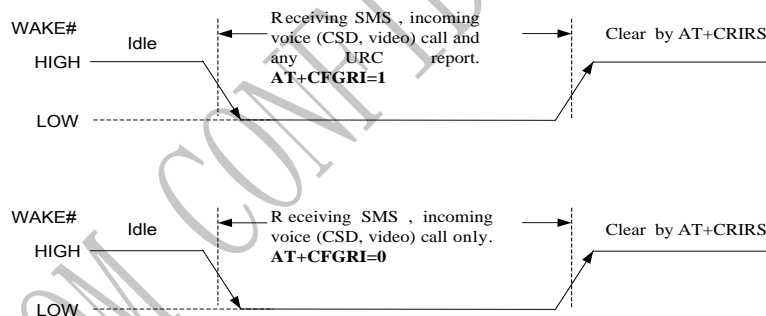 WAKE#
Idle
HIGH
LOW
Receiving SMS , incoming
voice (CSD, video) call and
any URC report.
AT+CFGRI=1
Clear by AT+CRIRS
WAKE#
Idle
HIGH
LOW
Receiving SMS , incoming
voice (CSD, video) call only.
AT+CFGRI=0
Clear by AT+CRIRS